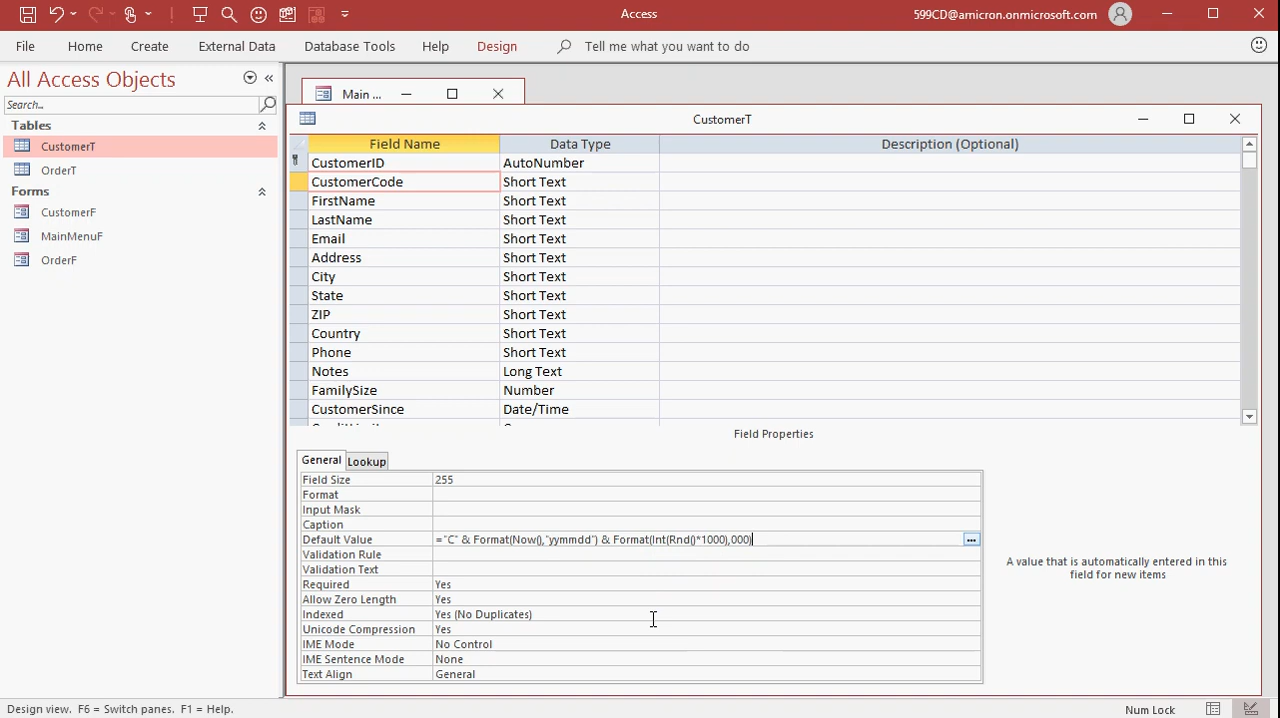 Access
599CD@amicron.onmicrosoft.com
File Home Create External Data Database Tools Help Design Tell me what you want to do
All Access Objects
Search...
Tables
CustomerT
OrderT
Forms
CustomerF
MainMenuF
OrderF
Main ...
CustomerT
Field Name Data Type Description (Optional)
CustomerID AutoNumber
CustomerCode Short Text
FirstName Short Text
LastName Short Text
Email Short Text
Address Short Text
City Short Text
State Short Text
ZIP Short Text
Country Short Text
Phone Short Text
Notes Long Text
FamilySize Number
CustomerSince Date/Time
Field Properties
General Lookup
Field Size 255
Format
Input Mask
Caption
Default Value ="C" & Format(Now(),"yymmdd") & Format(Int(Rnd()*1000),000)
Validation Rule
Validation Text
Required Yes
Allow Zero Length Yes
Indexed Yes (No Duplicates)
Unicode Compression Yes
IME Mode No Control
IME Sentence Mode None
Text Align General
A value that is automatically entered in this
field for new items
Design view. F6 = Switch panes. F1 = Help.
Num Lock